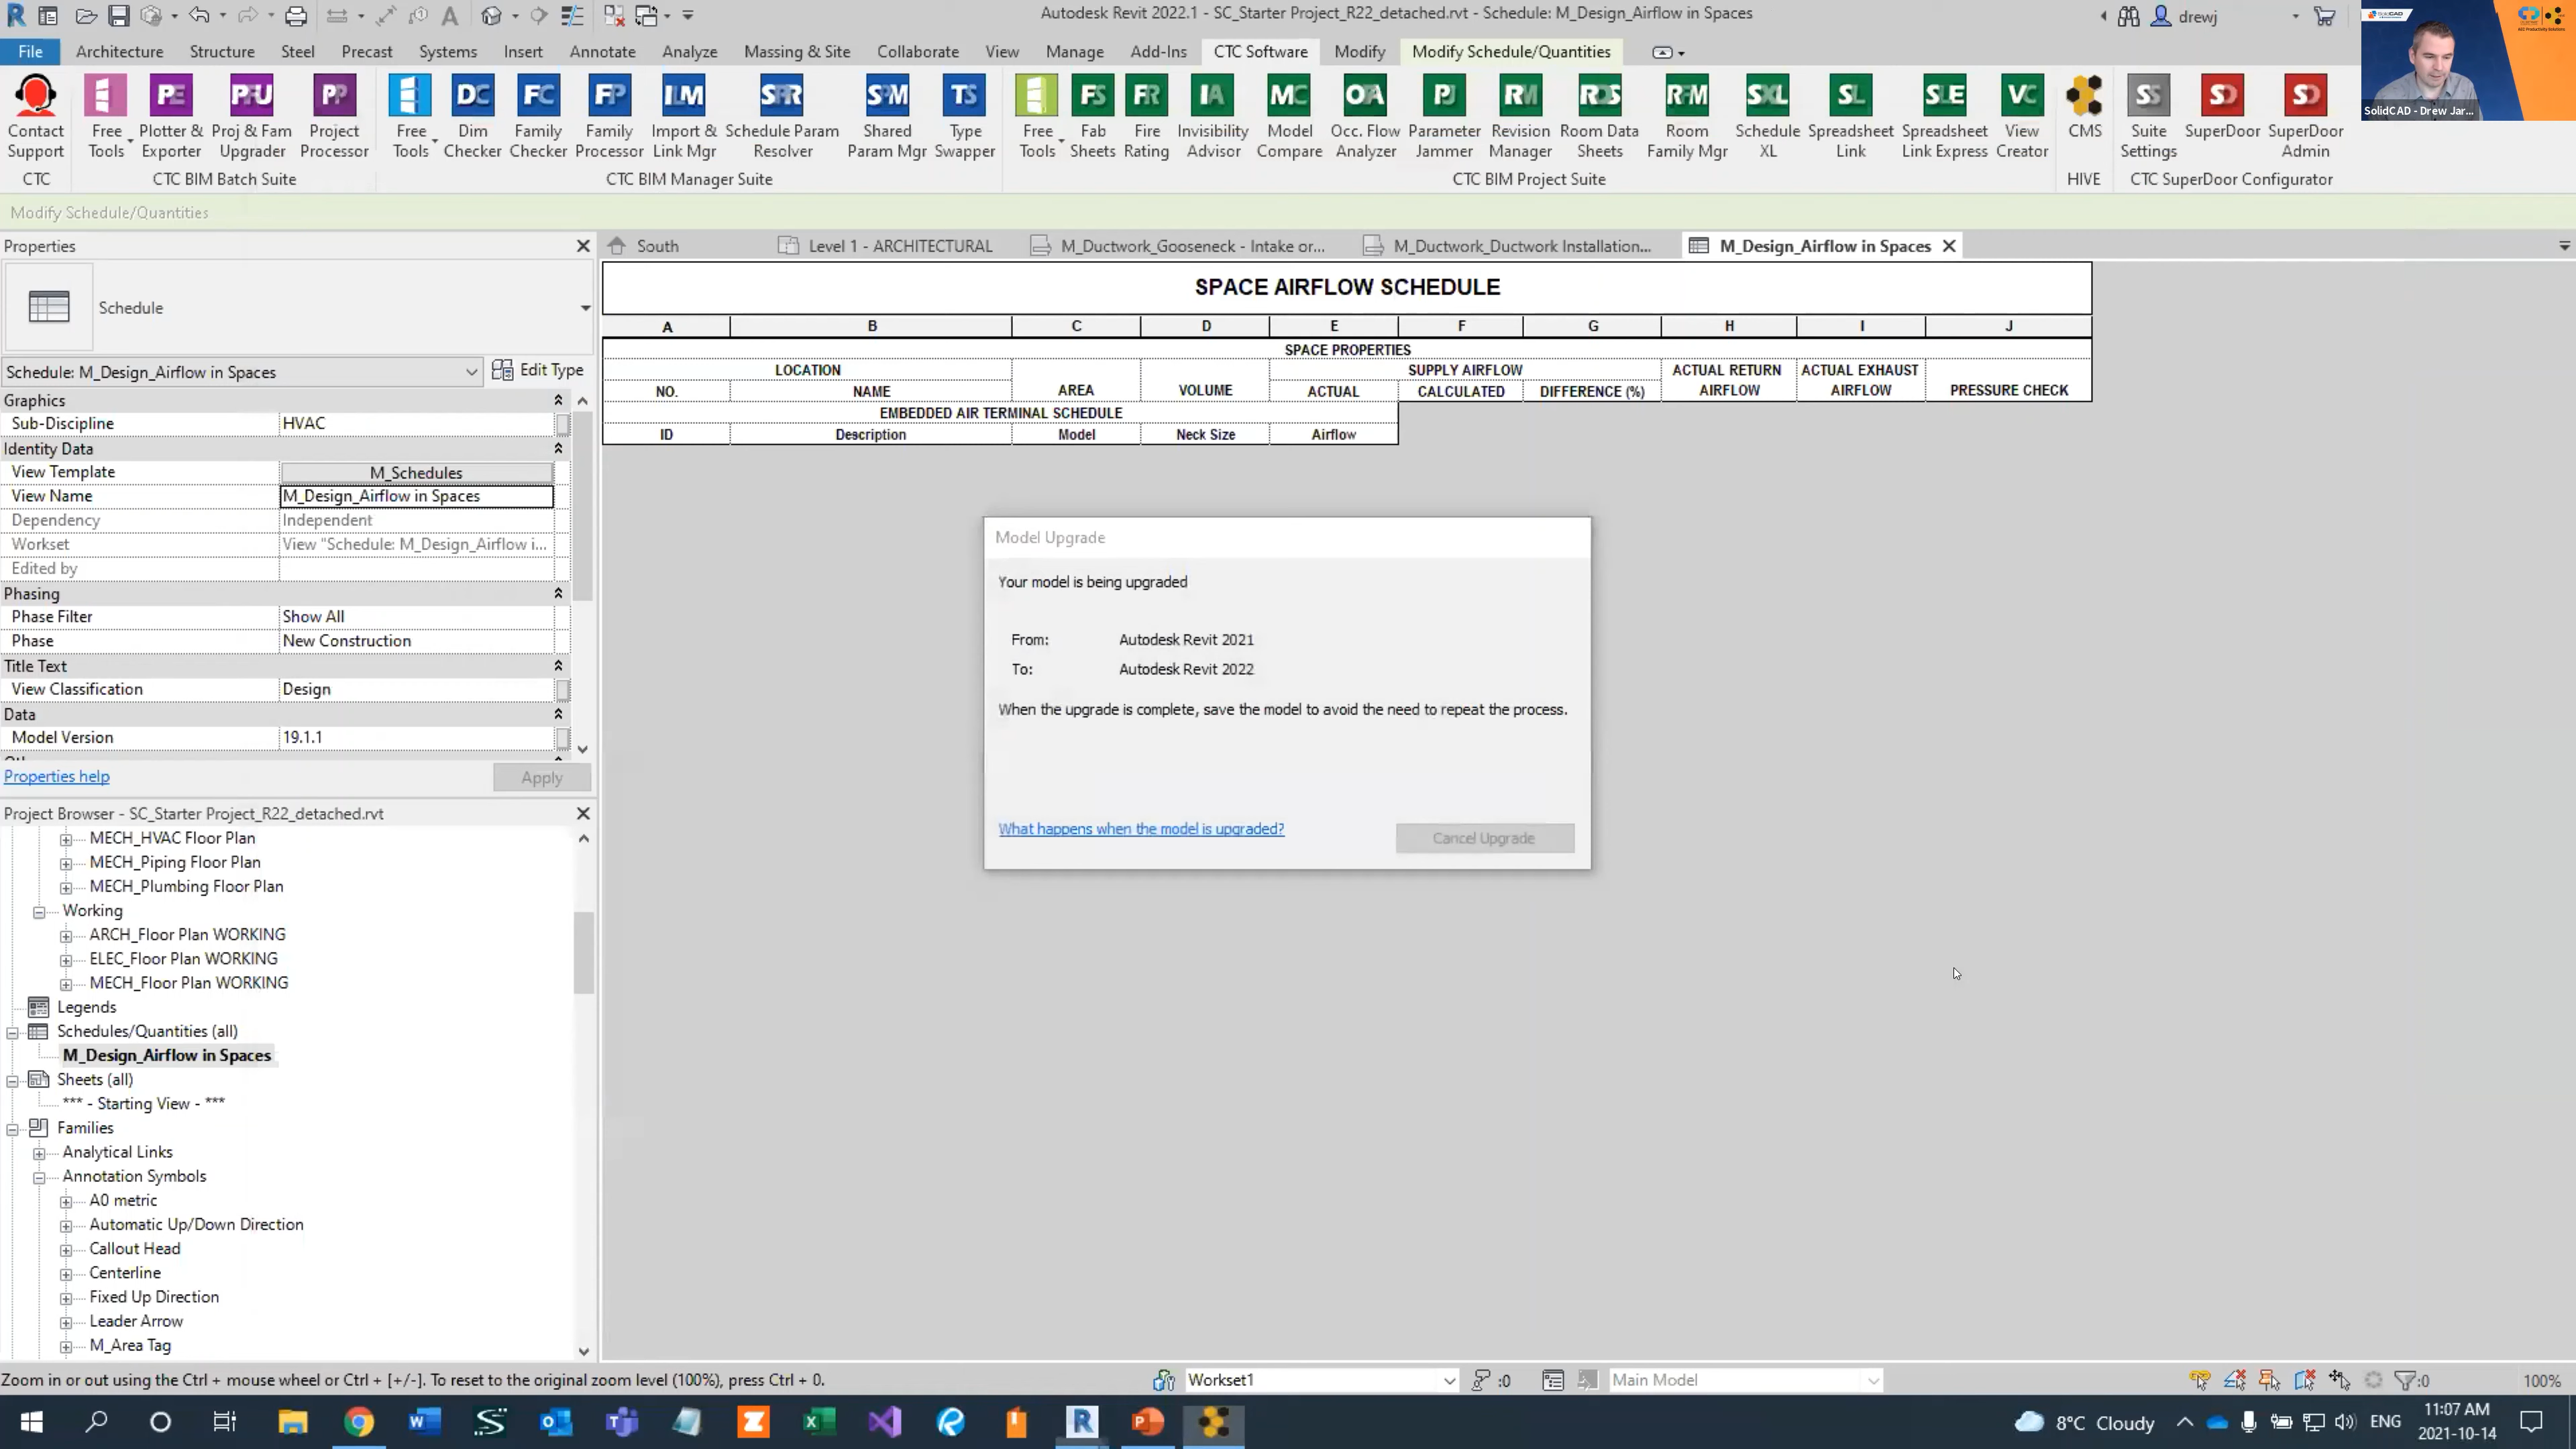 Autodesk Revit 2022.1 - SC_Starter Project_R22_detached.rvt - Schedule: M_Design_Airflow in Spaces
drewj
File Architecture Structure Steel Precast Systems Insert Annotate Analyze Massing & Site Collaborate View Manage Add-Ins CTC Software Modify Modify Schedule/Quantities
Contact Support
Free Tools
Plotter & Exporter
Proj & Fam Upgrader
Project Processor
Free Tools
Dim Checker
Family Checker
Family Processor
Import & Link Mgr
Schedule Param Resolver
Shared Param Mgr
Type Swapper
Free Tools
Fab Sheets
Fire Rating
Invisibility Advisor
Model Compare
Occ. Flow Analyzer
Parameter Jammer
Revision Manager
Room Data Sheets
Room Family Mgr
Schedule XL
Spreadsheet Link
Spreadsheet Link Express
View Creator
CMS
Suite Settings
SuperDoor
SuperDoor Admin
CTC CTC BIM Batch Suite CTC BIM Manager Suite CTC BIM Project Suite HIVE CTC SuperDoor Configurator
SolidCAD - Drew Jar...
Modify Schedule/Quantities
Properties
Schedule
Schedule: M_Design_Airflow in Spaces Edit Type
Graphics
Sub-Discipline HVAC
Identity Data
View Template M_Schedules
View Name M_Design_Airflow in Spaces
Dependency Independent
Workset View "Schedule: M_Design_Airflow i...
Edited by
Phasing
Phase Filter Show All
Phase New Construction
Title Text
View Classification Design
Data
Model Version 19.1.1
Properties help Apply
Project Browser - SC_Starter Project_R22_detached.rvt
MECH_HVAC Floor Plan
MECH_Piping Floor Plan
MECH_Plumbing Floor Plan
Working
ARCH_Floor Plan WORKING
ELEC_Floor Plan WORKING
MECH_Floor Plan WORKING
Legends
Schedules/Quantities (all)
M_Design_Airflow in Spaces
Sheets (all)
*** - Starting View - ***
Families
Analytical Links
Annotation Symbols
A0 metric
Automatic Up/Down Direction
Callout Head
Centerline
Fixed Up Direction
Leader Arrow
M_Area Tag
South Level 1 - ARCHITECTURAL M_Ductwork_Gooseneck - Intake or... M_Ductwork_Ductwork Installation... M_Design_Airflow in Spaces
SPACE AIRFLOW SCHEDULE
A B C D E F G H I J
SPACE PROPERTIES
LOCATION SUPPLY AIRFLOW ACTUAL RETURN AIRFLOW ACTUAL EXHAUST AIRFLOW
NO. NAME AREA VOLUME ACTUAL CALCULATED DIFFERENCE (%) PRESSURE CHECK
EMBEDDED AIR TERMINAL SCHEDULE
ID Description Model Neck Size Airflow
Model Upgrade
Your model is being upgraded
From: Autodesk Revit 2021
To: Autodesk Revit 2022
When the upgrade is complete, save the model to avoid the need to repeat the process.
What happens when the model is upgraded? Cancel Upgrade
Zoom in or out using the Ctrl + mouse wheel or Ctrl + [+/-]. To reset to the original zoom level (100%), press Ctrl + 0.
Workset1 :0 Main Model :0 100%
8°C Cloudy ENG 11:07 AM
2021-10-14